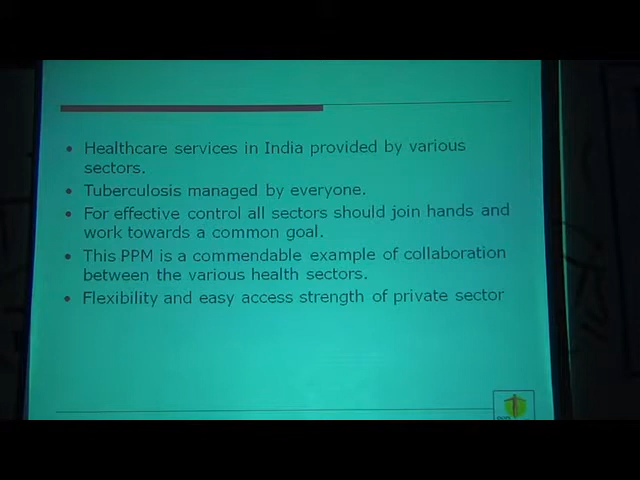 • Healthcare services in India provided by various
sectors.
• Tuberculosis managed by everyone.
• For effective control all sectors should join hands and
work towards a common goal.
• This PPM is a commendable example of collaboration
between the various health sectors.
• Flexibility and easy access strength of private sector